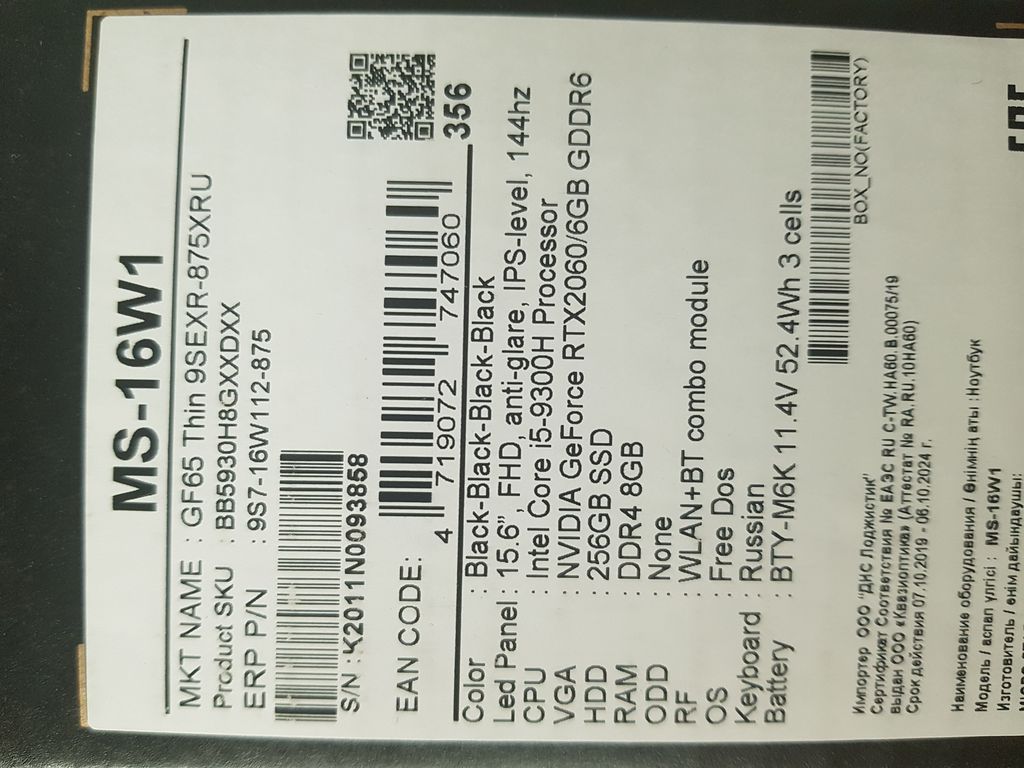 MS-16W1
MKT NAME : GF65 Thin 9SEXR-875XRU
Product SKU : BB5930H8GXXDXX
ERP P/N : 9S7-16W112-875
S/N : K2011N0093858
EAN CODE:
4 719072 747060
356
Color : Black-Black-Black-Black
Led Panel : 15.6", FHD, anti-glare, IPS-level, 144hz
CPU : Intel Core i5-9300H Processor
VGA : NVIDIA GeForce RTX2060/6GB GDDR6
HDD : 256GB SSD
RAM : DDR4 8GB
ODD : None
RF : WLAN+BT combo module
OS : Free Dos
Keyboard : Russian
Battery : BTY-M6K 11.4V 52.4Wh 3 cells
BOX_NO(FACTORY)
Импортер ООО "ДНС Лоджистик"
Сертификат Соответствия № ЕАЭС RU C-TW.HA60.B.00075/19
Выдан ООО «Квазиоптика» (Аттестат № RA.RU.10HA60)
Срок действия 07.10.2019 - 06.10.2024 г.
Наименование оборудования / Өнімнің аты : Ноутбук
Модель / аспап үлгісі : MS-16W1
Изготовитель / өнім дайындаушы: